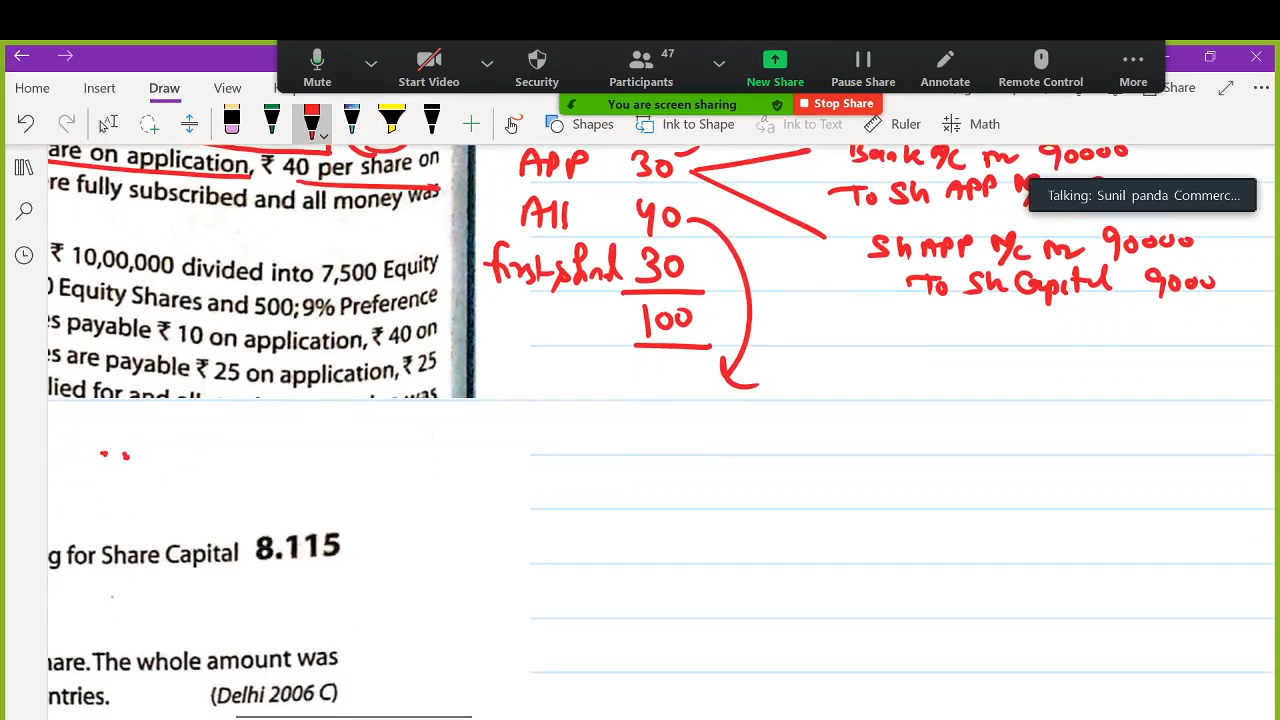 Mute
Start Video
Security
Participants
47
New Share
Pause Share
Annotate
Remote Control
More
You are screen sharing
Stop Share
Home
Insert
Draw
View
Share
Shapes
Ink to Shape
Ink to Text
Ruler
Math
are on application, ₹ 40 per share on
re fully subscribed and all money was
₹ 10,00,000 divided into 7,500 Equity
Equity Shares and 500; 9% Preference
s payable ₹ 10 on application, ₹ 40 on
s are payable ₹ 25 on application, ₹ 25
lied for and
was
g for Share Capital 8.115
hare. The whole amount was
ntries. (Delhi 2006 C)
APP 30
All 40
30
100
Bank A/c Dr 90000
To Sh APP A/c
Talking: Sunil panda Commerc...
Sh APP A/c Dr 90000
To Sh Capital 9000